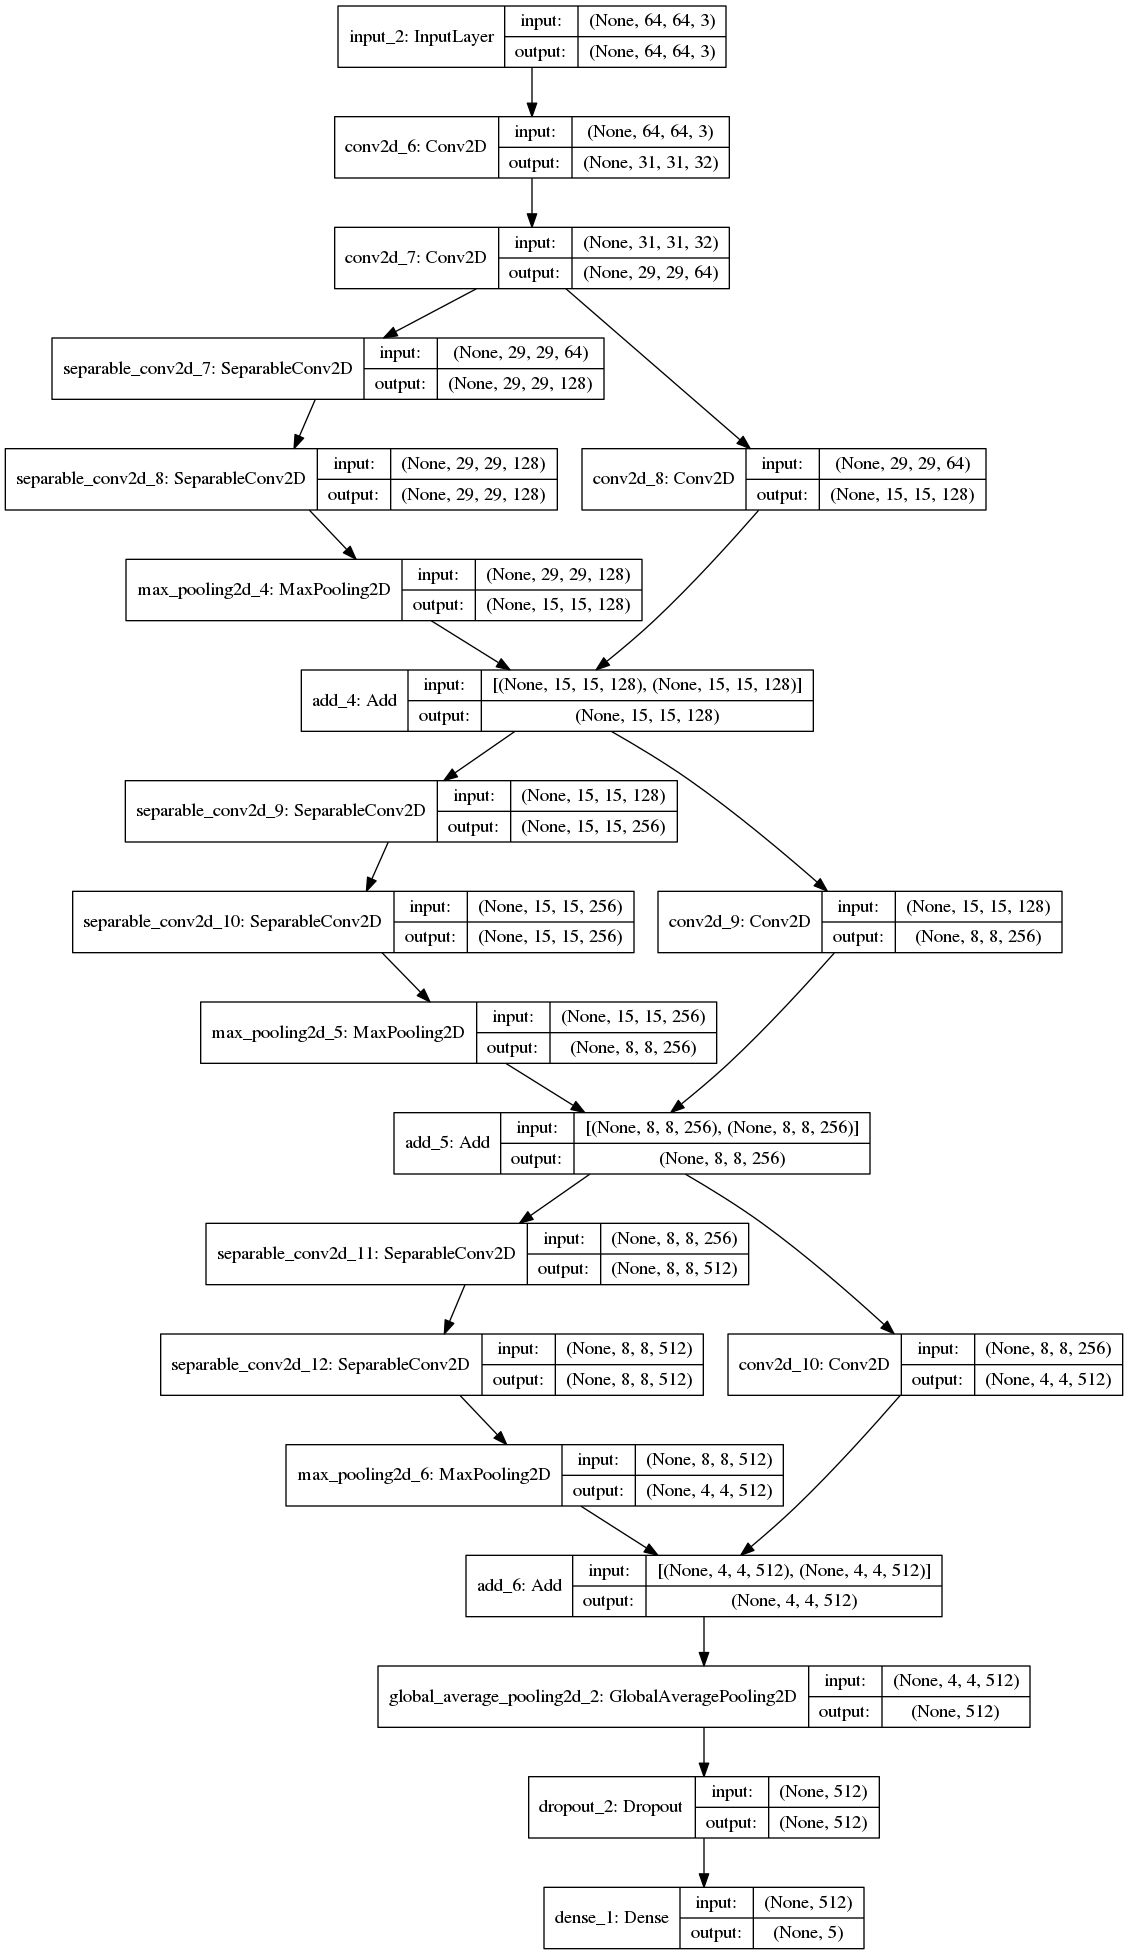 input_2: InputLayer
input: (None, 64, 64, 3)
output: (None, 64, 64, 3)
conv2d_6: Conv2D
input: (None, 64, 64, 3)
output: (None, 31, 31, 32)
conv2d_7: Conv2D
input: (None, 31, 31, 32)
output: (None, 29, 29, 64)
separable_conv2d_7: SeparableConv2D
input: (None, 29, 29, 64)
output: (None, 29, 29, 128)
separable_conv2d_8: SeparableConv2D
input: (None, 29, 29, 128)
output: (None, 29, 29, 128)
conv2d_8: Conv2D
input: (None, 29, 29, 64)
output: (None, 15, 15, 128)
max_pooling2d_4: MaxPooling2D
input: (None, 29, 29, 128)
output: (None, 15, 15, 128)
add_4: Add
input: [(None, 15, 15, 128), (None, 15, 15, 128)]
output: (None, 15, 15, 128)
separable_conv2d_9: SeparableConv2D
input: (None, 15, 15, 128)
output: (None, 15, 15, 256)
separable_conv2d_10: SeparableConv2D
input: (None, 15, 15, 256)
output: (None, 15, 15, 256)
conv2d_9: Conv2D
input: (None, 15, 15, 128)
output: (None, 8, 8, 256)
max_pooling2d_5: MaxPooling2D
input: (None, 15, 15, 256)
output: (None, 8, 8, 256)
add_5: Add
input: [(None, 8, 8, 256), (None, 8, 8, 256)]
output: (None, 8, 8, 256)
separable_conv2d_11: SeparableConv2D
input: (None, 8, 8, 256)
output: (None, 8, 8, 512)
separable_conv2d_12: SeparableConv2D
input: (None, 8, 8, 512)
output: (None, 8, 8, 512)
conv2d_10: Conv2D
input: (None, 8, 8, 256)
output: (None, 4, 4, 512)
max_pooling2d_6: MaxPooling2D
input: (None, 8, 8, 512)
output: (None, 4, 4, 512)
add_6: Add
input: [(None, 4, 4, 512), (None, 4, 4, 512)]
output: (None, 4, 4, 512)
global_average_pooling2d_2: GlobalAveragePooling2D
input: (None, 4, 4, 512)
output: (None, 512)
dropout_2: Dropout
input: (None, 512)
output: (None, 512)
dense_1: Dense
input: (None, 512)
output: (None, 5)